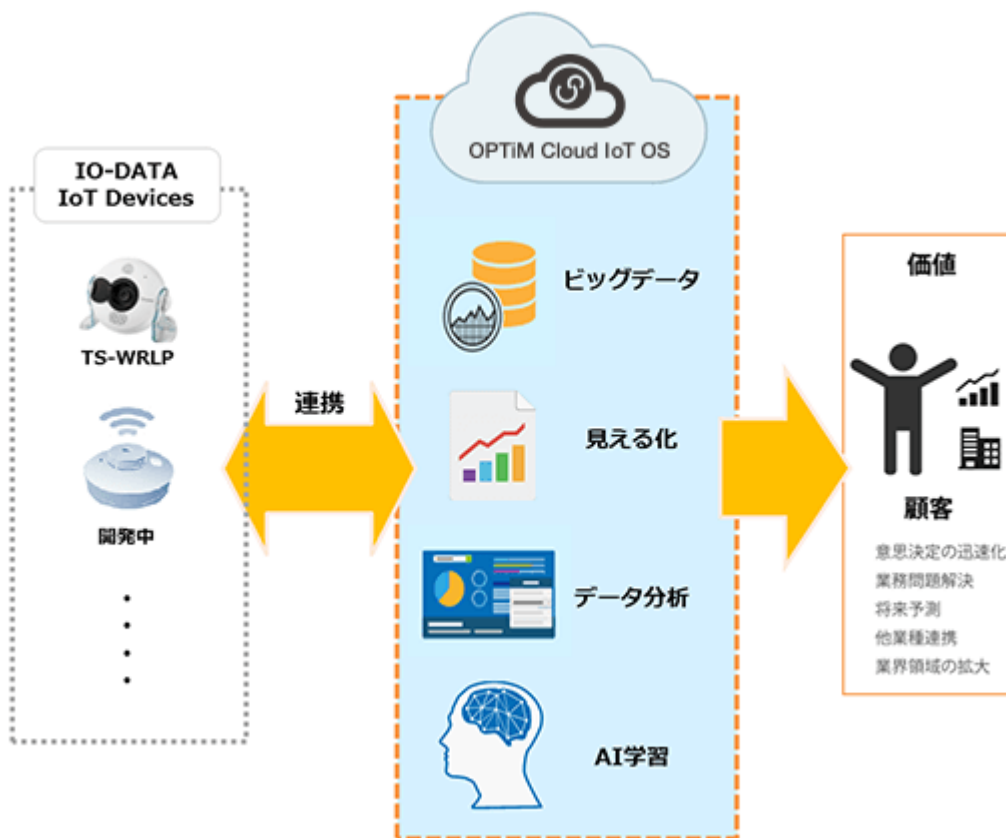 IO-DATA
IoT Devices
TS-WRLP
開発中
連携
OPTiM Cloud IoT OS
ビッグデータ
見える化
データ分析
AI学習
価値
顧客
意思決定の迅速化
業務問題解決
将来予測
他業種連携
業界領域の拡大